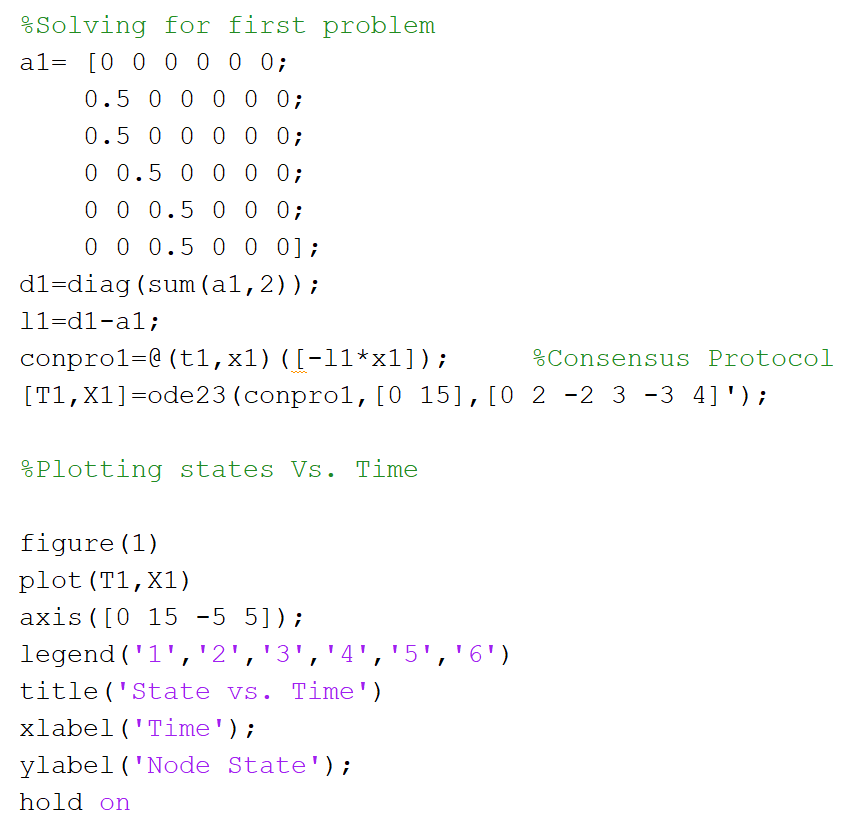 %Solving for first problem
a1= [0 0 0 0 0 0;
0.5 0 0 0 0 0;
0.5 0 0 0 0 0;
0 0.5 0 0 0 0;
0 0 0.5 0 0 0;
0 0 0.5 0 0 0];
d1=diag(sum(a1,2));
l1=d1-a1;
conpro1=@(t1,x1)([-l1*x1]); %Consensus Protocol
[T1,X1]=ode23(conpro1,[0 15],[0 2 -2 3 -3 4]');
%Plotting states Vs. Time
figure(1)
plot(T1,X1)
axis([0 15 -5 5]);
legend('1','2','3','4','5','6')
title('State vs. Time')
xlabel('Time');
ylabel('Node State');
hold on